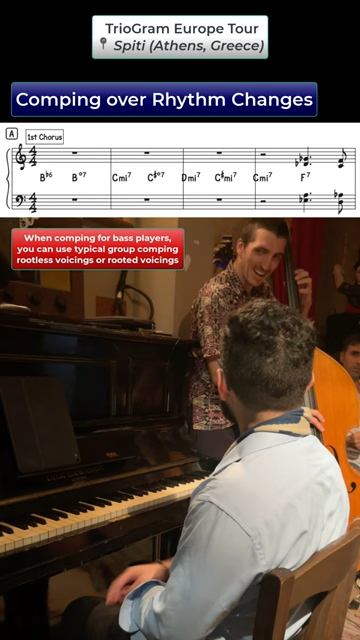 TrioGram Europe Tour
📍 Spiti (Athens, Greece)
Comping over Rhythm Changes
A 1st Chorus
B♭6 B°7 Cmi7 C♯°7 Dmi7 C♯mi7 Cmi7 F7
When comping for bass players,
you can use typical group comping
rootless voicings or rooted voicings